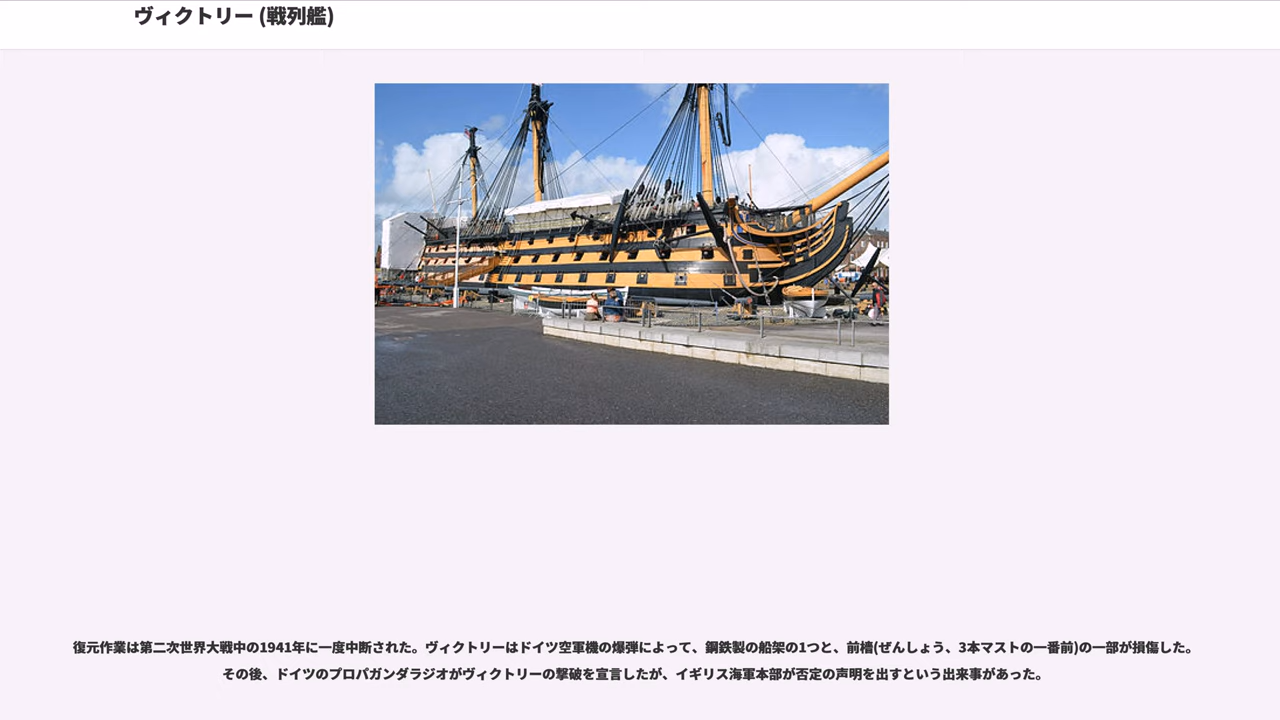 ヴィクトリー (戦列艦)
復元作業は第二次世界大戦中の1941年に一度中断された。ヴィクトリーはドイツ空軍機の爆弾によって、鋼鉄製の船架の1つと、前檣(ぜんしょう、3本マストの一番前)の一部が損傷した。
その後、ドイツのプロパガンダラジオがヴィクトリーの撃破を宣言したが、イギリス海軍本部が否定の声明を出すという出来事があった。